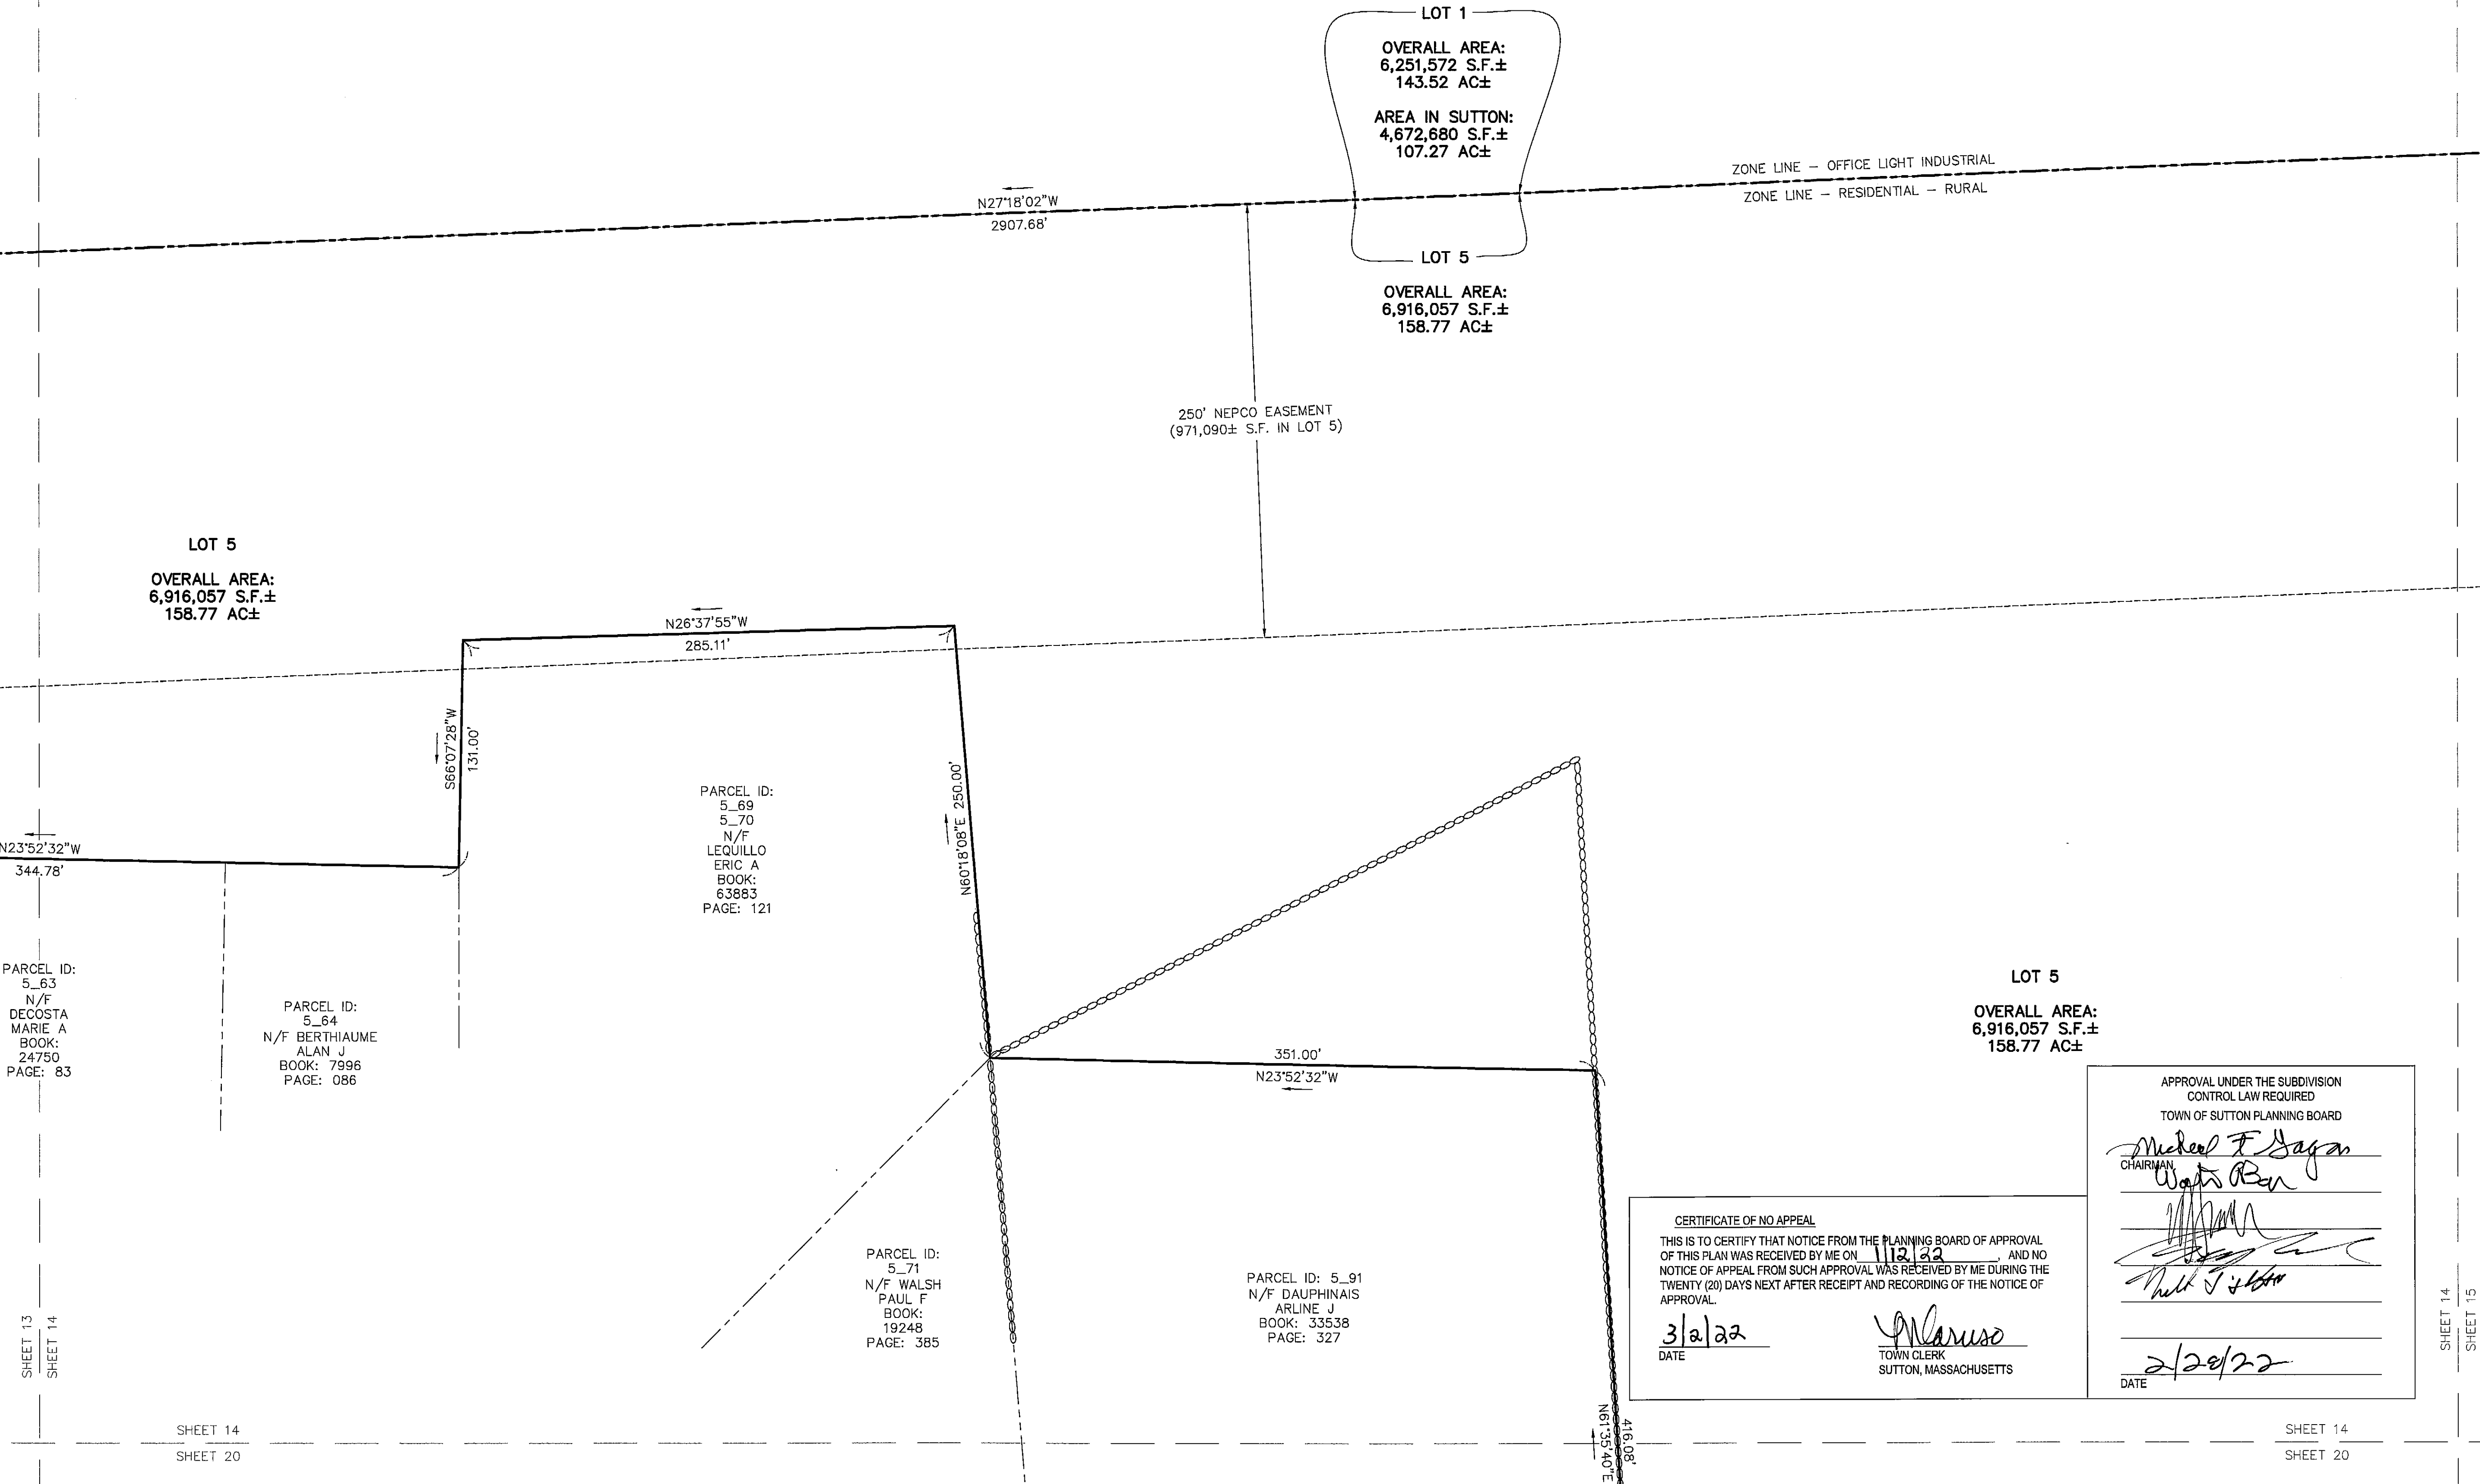 LOT 1
OVERALL AREA:
6,251,572 S.F.±
143.52 AC±
AREA IN SUTTON:
4,672,680 S.F.±
107.27 AC±
ZONE LINE – OFFICE LIGHT INDUSTRIAL
ZONE LINE – RESIDENTIAL – RURAL
N27°18'02"W
2907.68'
LOT 5
OVERALL AREA:
6,916,057 S.F.±
158.77 AC±
250' NEPCO EASEMENT
(971,090± S.F. IN LOT 5)
LOT 5
OVERALL AREA:
6,916,057 S.F.±
158.77 AC±
N26°37'55"W
285.11'
S66°07'28"W
131.00'
N60°18'08"E 250.00'
N23°52'32"W
344.78'
PARCEL ID:
5_69
5_70
N/F
LEQUILLO
ERIC A
BOOK:
63883
PAGE: 121
PARCEL ID:
5_63
N/F
DECOSTA
MARIE A
BOOK:
24750
PAGE: 83
PARCEL ID:
5_64
N/F BERTHIAUME
ALAN J
BOOK: 7996
PAGE: 086
351.00'
N23°52'32"W
LOT 5
OVERALL AREA:
6,916,057 S.F.±
158.77 AC±
PARCEL ID:
5_71
N/F WALSH
PAUL F
BOOK:
19248
PAGE: 385
PARCEL ID: 5_91
N/F DAUPHINAIS
ARLINE J
BOOK: 33538
PAGE: 327
416.08'
N61°35'40"E
CERTIFICATE OF NO APPEAL
THIS IS TO CERTIFY THAT NOTICE FROM THE PLANNING BOARD OF APPROVAL
OF THIS PLAN WAS RECEIVED BY ME ON 1/12/22, AND NO
NOTICE OF APPEAL FROM SUCH APPROVAL WAS RECEIVED BY ME DURING THE
TWENTY (20) DAYS NEXT AFTER RECEIPT AND RECORDING OF THE NOTICE OF
APPROVAL.
3/2/22
DATE
TOWN CLERK
SUTTON, MASSACHUSETTS
APPROVAL UNDER THE SUBDIVISION
CONTROL LAW REQUIRED
TOWN OF SUTTON PLANNING BOARD
Michael
CHAIRMAN
2/28/22
DATE
SHEET 13
SHEET 14
SHEET 14
SHEET 15
SHEET 14
SHEET 20
SHEET 14
SHEET 20